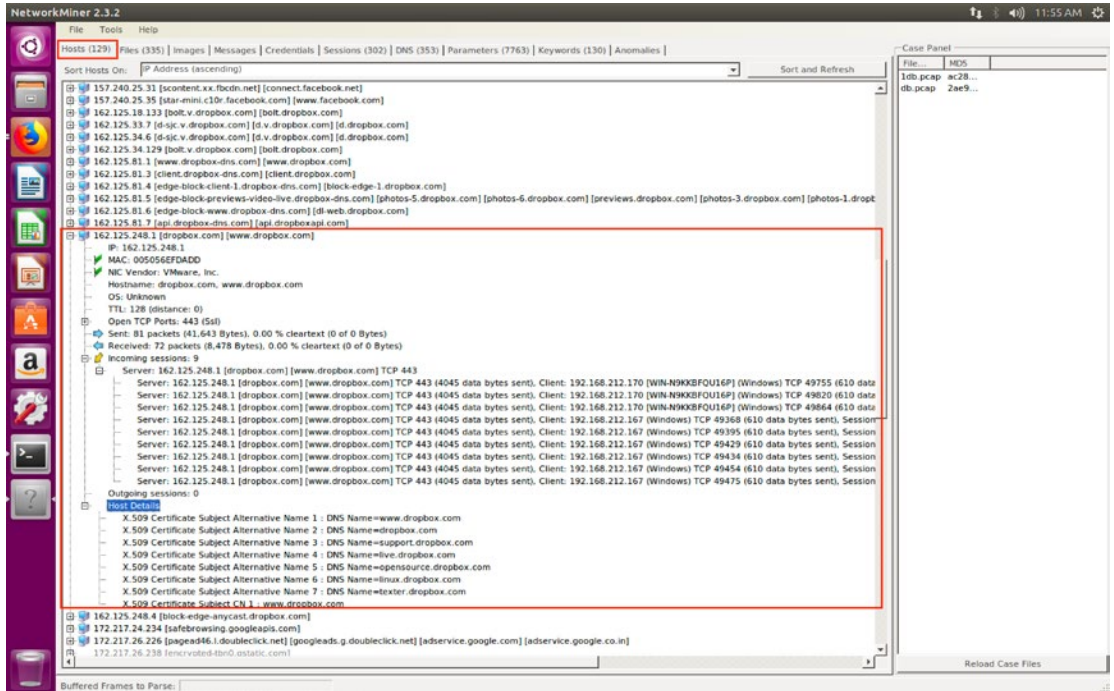 NetworkMiner 2.3.2
11:55 AM
File Tools Help
Hosts (129) Files (335) | Images | Messages | Credentials | Sessions (302) | DNS (353) | Parameters (7763) | Keywords (130) | Anomalies |
Sort Hosts On: IP Address (ascending) Sort and Refresh
157.240.25.31 [scontent.xx.fbcdn.net] [connect.facebook.net]
157.240.25.35 [star-mini.c10r.facebook.com] [www.facebook.com]
162.125.18.133 [bolt.v.dropbox.com] [bolt.dropbox.com]
162.125.33.7 [d-sjc.v.dropbox.com] [d.v.dropbox.com] [d.dropbox.com]
162.125.34.6 [d-sjc.v.dropbox.com] [d.v.dropbox.com] [d.dropbox.com]
162.125.34.129 [bolt.v.dropbox.com] [bolt.dropbox.com]
162.125.81.1 [www.dropbox-dns.com] [www.dropbox.com]
162.125.81.3 [client.dropbox-dns.com] [client.dropbox.com]
162.125.81.4 [edge-block-client-1.dropbox-dns.com] [block-edge-1.dropbox.com]
162.125.81.5 [edge-block-previews-video-live.dropbox-dns.com] [photos-5.dropbox.com] [photos-6.dropbox.com] [previews.dropbox.com] [photos-3.dropbox.com] [photos-1.dropt
162.125.81.6 [edge-block-www.dropbox-dns.com] [dl-web.dropbox.com]
162.125.81.7 [api.dropbox-dns.com] [api.dropboxapi.com]
162.125.248.1 [dropbox.com] [www.dropbox.com]
IP: 162.125.248.1
MAC: 005056EFDADD
NIC Vendor: VMware, Inc.
Hostname: dropbox.com, www.dropbox.com
OS: Unknown
TTL: 128 (distance: 0)
Open TCP Ports: 443 (Ssl)
Sent: 81 packets (41,643 Bytes), 0.00 % cleartext (0 of 0 Bytes)
Received: 72 packets (8,478 Bytes), 0.00 % cleartext (0 of 0 Bytes)
Incoming sessions: 9
Server: 162.125.248.1 [dropbox.com] [www.dropbox.com] TCP 443
Server: 162.125.248.1 [dropbox.com] [www.dropbox.com] TCP 443 (4045 data bytes sent), Client: 192.168.212.170 [WIN-N9KKBFQU16P] (Windows) TCP 49755 (610 data
Server: 162.125.248.1 [dropbox.com] [www.dropbox.com] TCP 443 (4045 data bytes sent), Client: 192.168.212.170 [WIN-N9KKBFQU16P] (Windows) TCP 49820 (610 data
Server: 162.125.248.1 [dropbox.com] [www.dropbox.com] TCP 443 (4045 data bytes sent), Client: 192.168.212.170 [WIN-N9KKBFQU16P] (Windows) TCP 49864 (610 data
Server: 162.125.248.1 [dropbox.com] [www.dropbox.com] TCP 443 (4045 data bytes sent), Client: 192.168.212.167 (Windows) TCP 49368 (610 data bytes sent), Session
Server: 162.125.248.1 [dropbox.com] [www.dropbox.com] TCP 443 (4045 data bytes sent), Client: 192.168.212.167 (Windows) TCP 49395 (610 data bytes sent), Session
Server: 162.125.248.1 [dropbox.com] [www.dropbox.com] TCP 443 (4045 data bytes sent), Client: 192.168.212.167 (Windows) TCP 49429 (610 data bytes sent), Session
Server: 162.125.248.1 [dropbox.com] [www.dropbox.com] TCP 443 (4045 data bytes sent), Client: 192.168.212.167 (Windows) TCP 49434 (610 data bytes sent), Session
Server: 162.125.248.1 [dropbox.com] [www.dropbox.com] TCP 443 (4045 data bytes sent), Client: 192.168.212.167 (Windows) TCP 49454 (610 data bytes sent), Session
Server: 162.125.248.1 [dropbox.com] [www.dropbox.com] TCP 443 (4045 data bytes sent), Client: 192.168.212.167 (Windows) TCP 49475 (610 data bytes sent), Session
Outgoing sessions: 0
Host Details
X.509 Certificate Subject Alternative Name 1 : DNS Name=www.dropbox.com
X.509 Certificate Subject Alternative Name 2 : DNS Name=dropbox.com
X.509 Certificate Subject Alternative Name 3 : DNS Name=support.dropbox.com
X.509 Certificate Subject Alternative Name 4 : DNS Name=live.dropbox.com
X.509 Certificate Subject Alternative Name 5 : DNS Name=opensource.dropbox.com
X.509 Certificate Subject Alternative Name 6 : DNS Name=linux.dropbox.com
X.509 Certificate Subject Alternative Name 7 : DNS Name=texter.dropbox.com
X.509 Certificate Subject CN 1 : www.dropbox.com
162.125.248.4 [block-edge-anycast.dropbox.com]
172.217.24.234 [safebrowsing.googleapis.com]
172.217.26.226 [pagead46.l.doubleclick.net] [googleads.g.doubleclick.net] [adservice.google.com] [adservice.google.co.in]
172.217.26.238 [encrypted-tbn0.gstatic.com]
Buffered Frames to Parse:
Case Panel
File... MD5
1db.pcap ac28...
db.pcap 2ae9...
Reload Case Files